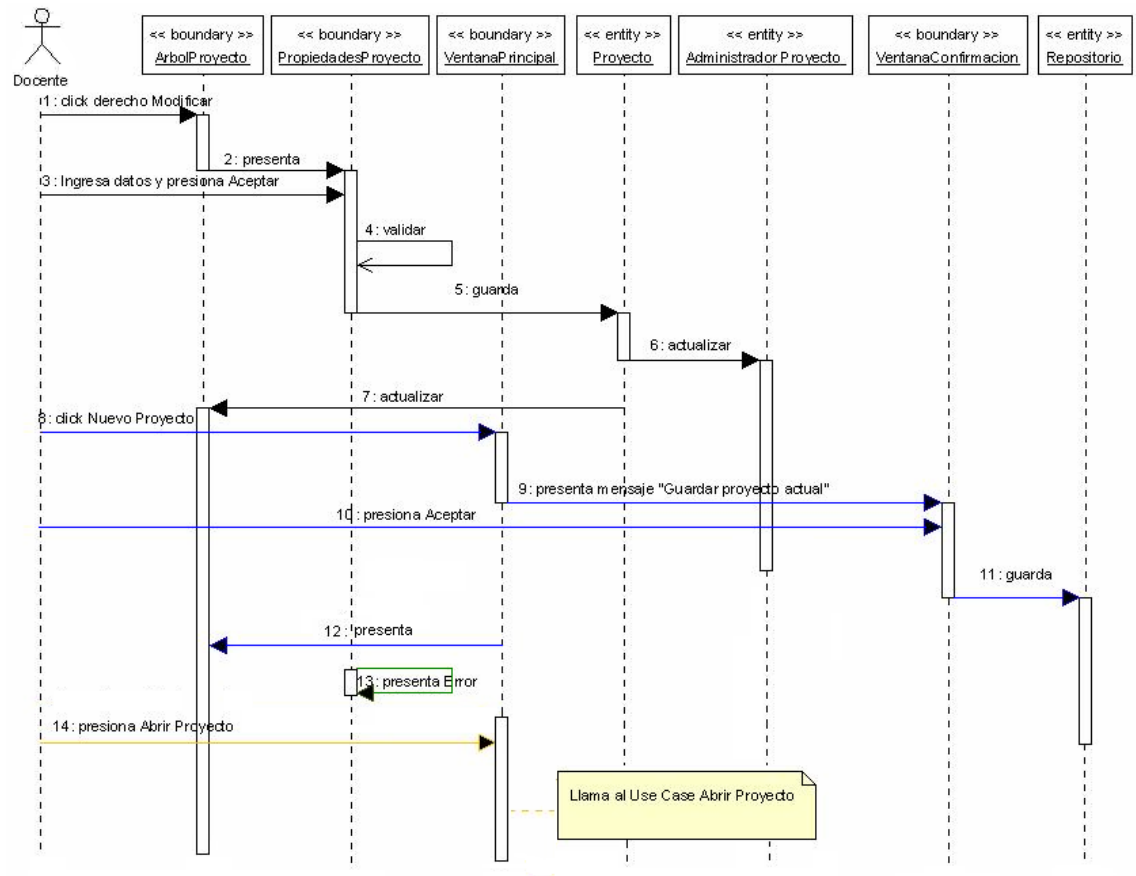 << boundary >>
ArbolProyecto
<< boundary >>
PropiedadesProyecto
<< boundary >>
VentanaPrincipal
<< entity >>
Proyecto
<< entity >>
Administrador Proyecto
<< boundary >>
VentanaConfirmacion
<< entity >>
Repositorio
Docente
1: click derecho Modificar
2: presenta
3: Ingresa datos y presiona Aceptar
4: validar
5: guarda
6: actualizar
7: actualizar
8: click Nuevo Proyecto
9: presenta mensaje "Guardar proyecto actual"
10: presiona Aceptar
11: guarda
12: presenta
13: presenta Error
14: presiona Abrir Proyecto
Llama al Use Case Abrir Proyecto